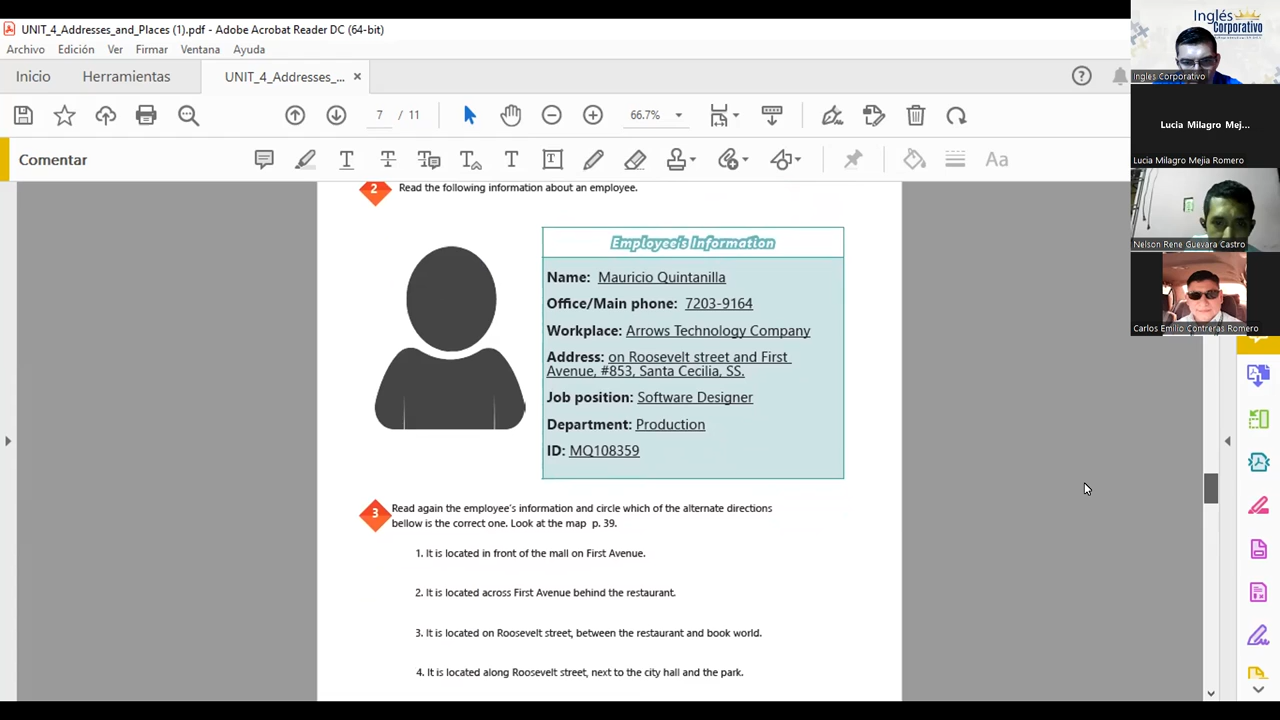 UNIT_4_Addresses_and_Places (1).pdf - Adobe Acrobat Reader DC (64-bit)
Archivo Edición Ver Firmar Ventana Ayuda
Inicio Herramientas UNIT_4_Addresses_... ×
7 / 11 66.7%
Comentar
2 Read the following information about an employee.
Employee's Information
Name: Mauricio Quintanilla
Office/Main phone: 7203-9164
Workplace: Arrows Technology Company
Address: on Roosevelt street and First
Avenue, #853, Santa Cecilia, SS.
Job position: Software Designer
Department: Production
ID: MQ108359
3 Read again the employee's information and circle which of the alternate directions
bellow is the correct one. Look at the map p. 39.
1. It is located in front of the mall on First Avenue.
2. It is located across First Avenue behind the restaurant.
3. It is located on Roosevelt street, between the restaurant and book world.
4. It is located along Roosevelt street, next to the city hall and the park.
Inglés
Corporativo
Ingles Corporativo
Lucia Milagro Mej...
Lucia Milagro Mejia Romero
Nelson Rene Guevara Castro
Carlos Emilio Contreras Romero